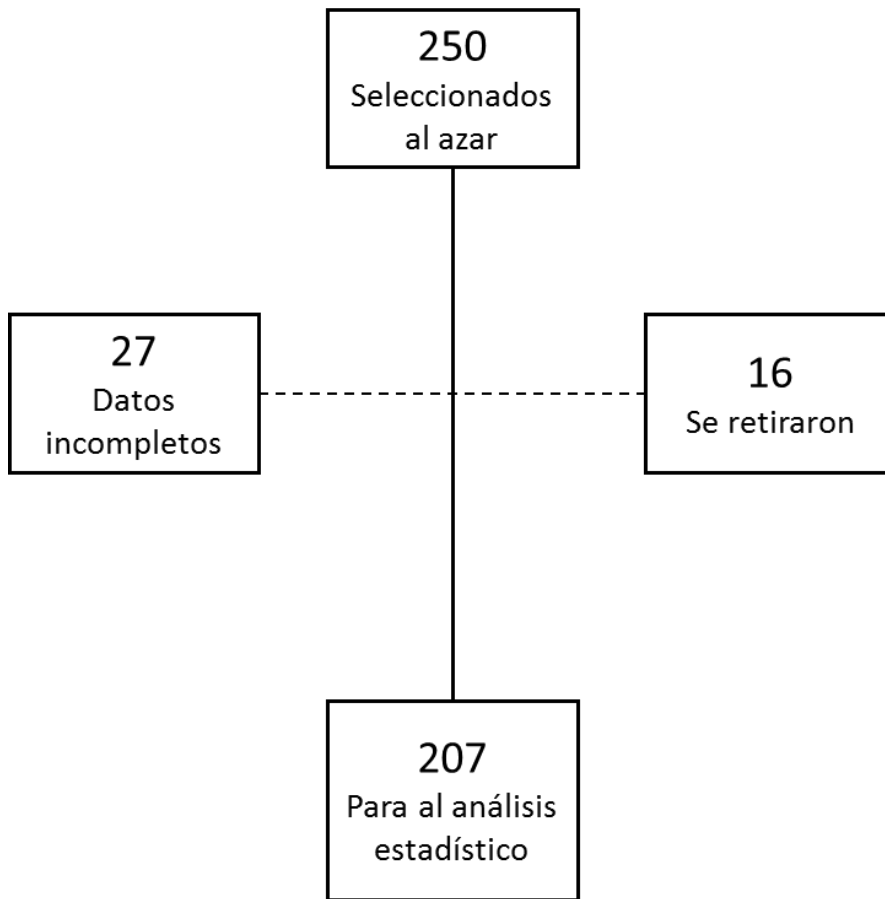 250
Seleccionados
al azar
27
Datos
incompletos
16
Se retiraron
207
Para al análisis
estadístico